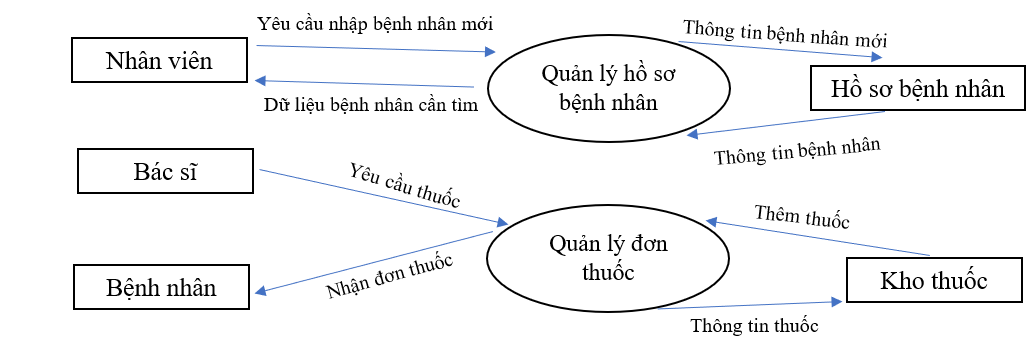 Yêu cầu nhập bệnh nhân mới
Thông tin bệnh nhân mới
Nhân viên
Quản lý hồ sơ
bệnh nhân
Hồ sơ bệnh nhân
Dữ liệu bệnh nhân cần tìm
Thông tin bệnh nhân
Bác sĩ
Yêu cầu thuốc
Thêm thuốc
Quản lý đơn
thuốc
Nhận đơn thuốc
Bệnh nhân
Kho thuốc
Thông tin thuốc